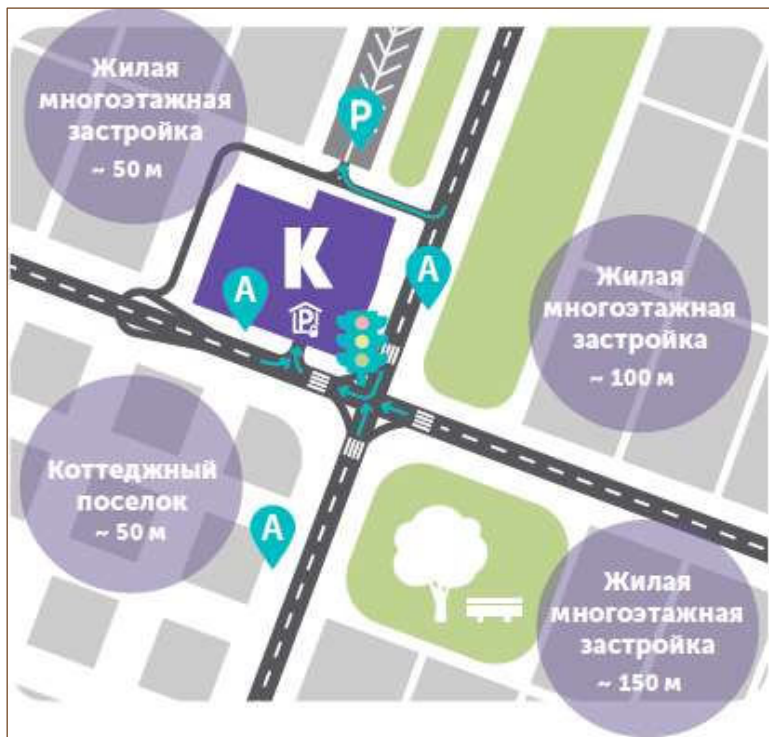 Жилая
многоэтажная
застройка
~ 50 м
P
K
A
A
P
Жилая
многоэтажная
застройка
~ 100 м
Коттеджный
поселок
~ 50 м
A
Жилая
многоэтажная
застройка
~ 150 м